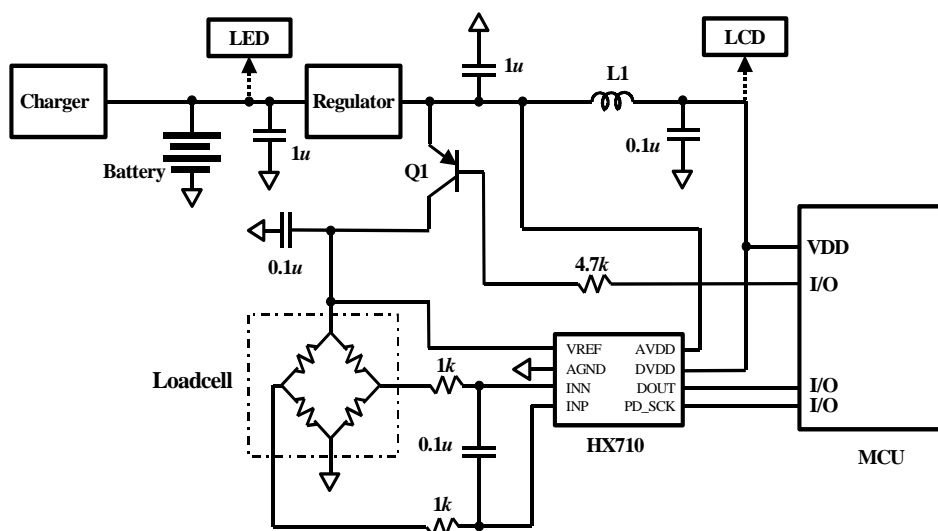 LED
LCD
1u
L1
Charger
Regulator
Battery
1u
0.1u
Q1
0.1u
4.7k
VDD
I/O
VREF
AVDD
AGND
DVDD
INN
DOUT
INP
PD_SCK
I/O
I/O
Loadcell
1k
0.1u
HX710
MCU
1k